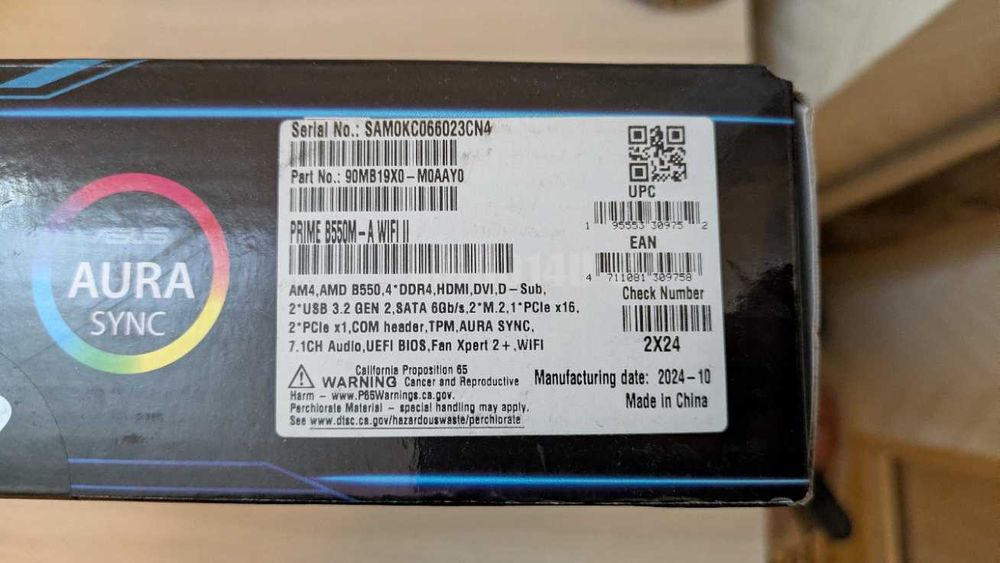 ASUS
AURA
SYNC
Serial No.: SAM0KC066023CN4
Part No.: 90MB19X0-M0AAY0
PRIME B550M-A WIFI II
AM4,AMD B550,4*DDR4,HDMI,DVI,D-Sub,
2*USB 3.2 GEN 2,SATA 6Gb/s,2*M.2,1*PCIe x16,
2*PCIe x1,COM header,TPM,AURA SYNC,
7.1CH Audio,UEFI BIOS,Fan Xpert 2+,WIFI
California Proposition 65
WARNING Cancer and Reproductive
Harm - www.P65Warnings.ca.gov.
Perchlorate Material - special handling may apply.
See www.dtsc.ca.gov/hazardouswaste/perchlorate
UPC
1 95553 30975 2
EAN
4 711081 309758
Check Number
2X24
Manufacturing date: 2024-10
Made in China